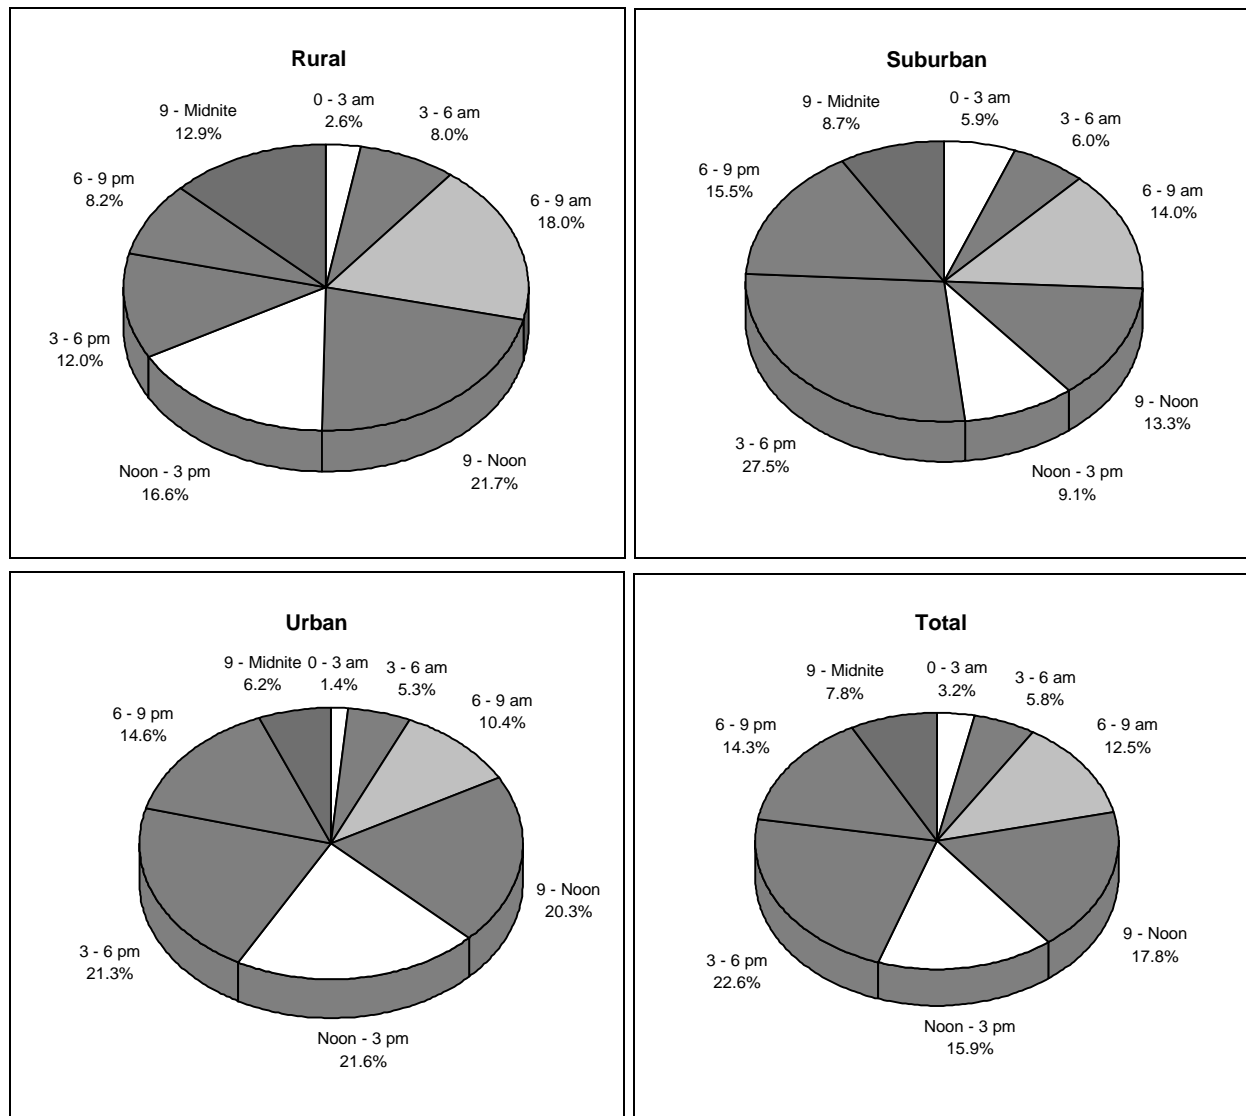 Rural
0 - 3 am
2.6%
3 - 6 am
8.0%
6 - 9 am
18.0%
9 - Noon
21.7%
Noon - 3 pm
16.6%
3 - 6 pm
12.0%
6 - 9 pm
8.2%
9 - Midnite
12.9%
Suburban
0 - 3 am
5.9%
3 - 6 am
6.0%
6 - 9 am
14.0%
9 - Noon
13.3%
Noon - 3 pm
9.1%
3 - 6 pm
27.5%
6 - 9 pm
15.5%
9 - Midnite
8.7%
Urban
0 - 3 am
1.4%
3 - 6 am
5.3%
6 - 9 am
10.4%
9 - Noon
20.3%
Noon - 3 pm
21.6%
3 - 6 pm
21.3%
6 - 9 pm
14.6%
9 - Midnite
6.2%
Total
0 - 3 am
3.2%
3 - 6 am
5.8%
6 - 9 am
12.5%
9 - Noon
17.8%
Noon - 3 pm
15.9%
3 - 6 pm
22.6%
6 - 9 pm
14.3%
9 - Midnite
7.8%